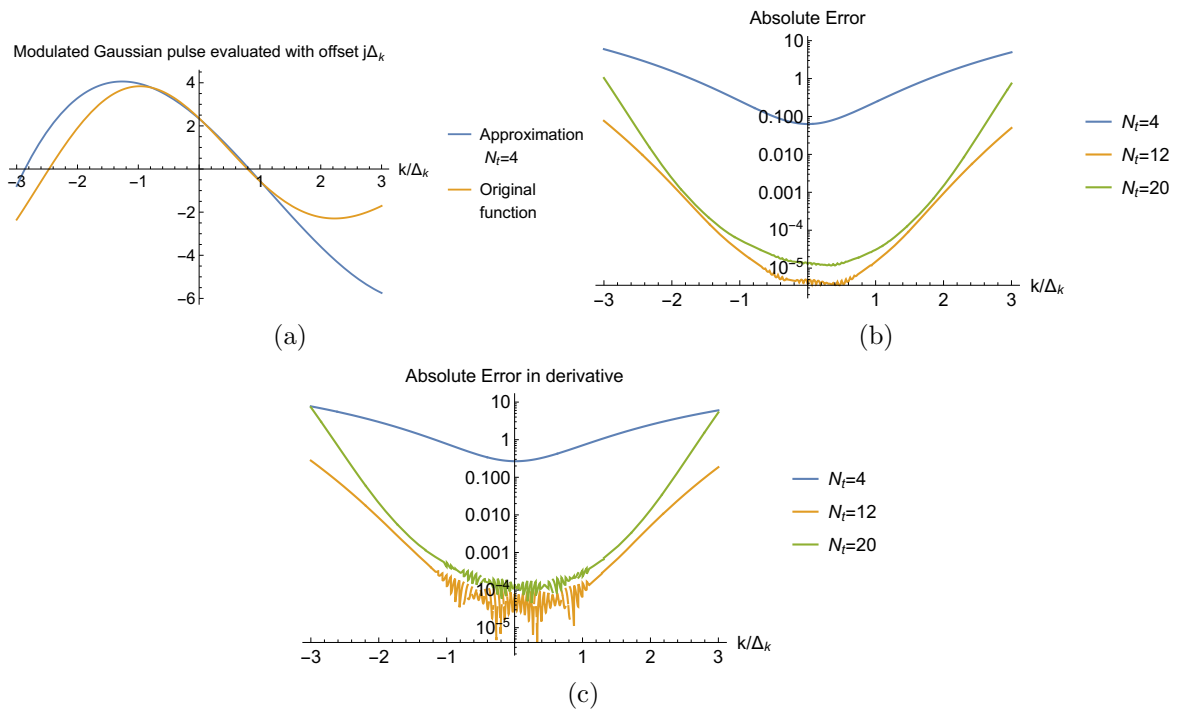 Modulated Gaussian pulse evaluated with offset jΔk
4
2
-2
-4
-6
-3 -2 -1 0 1 2 3
k/Δk
Approximation
Nt=4
Original
function
(a)
Absolute Error
10
1
0.100
0.010
0.001
10⁻⁴
10⁻⁵
-3 -2 -1 1 2 3
k/Δk
Nt=4
Nt=12
Nt=20
(b)
Absolute Error in derivative
10
1
0.100
0.010
0.001
10⁻⁴
10⁻⁵
-3 -2 -1 1 2 3
k/Δk
Nt=4
Nt=12
Nt=20
(c)